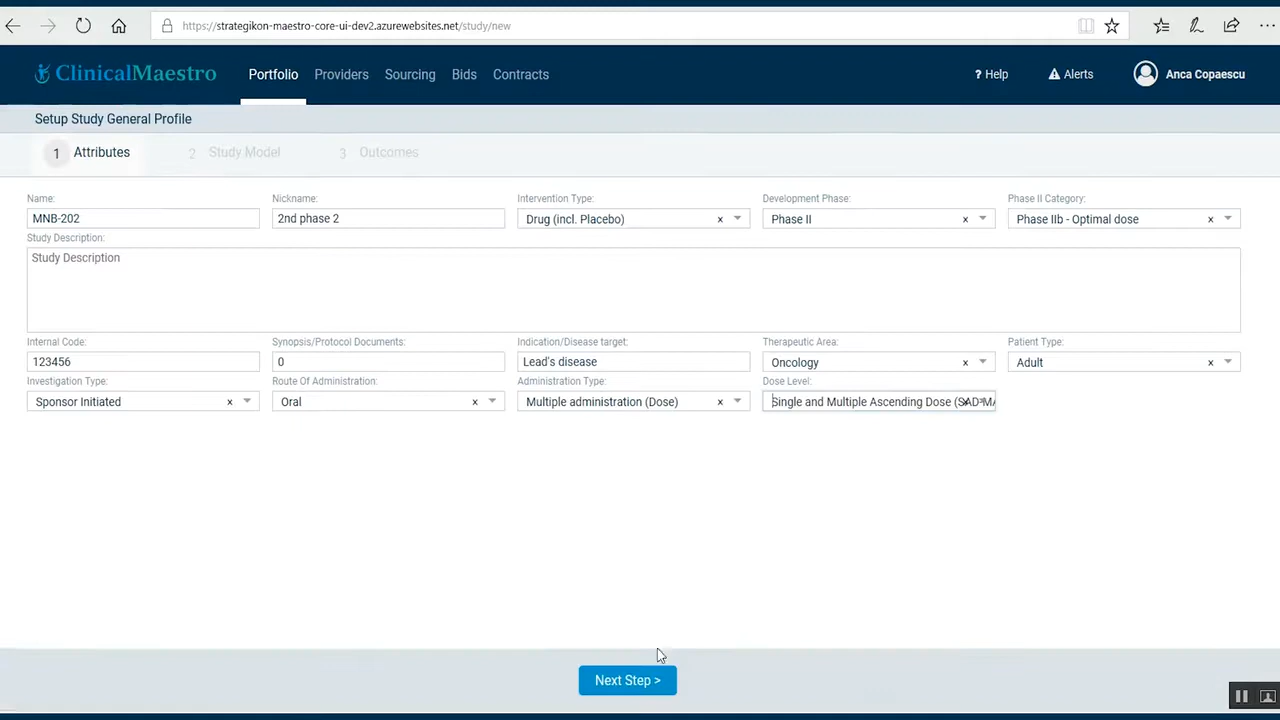 https://strategikon-maestro-core-ui-dev2.azurewebsites.net/study/new
ClinicalMaestro Portfolio Providers Sourcing Bids Contracts ? Help Alerts Anca Copaescu
Setup Study General Profile
1 Attributes 2 Study Model 3 Outcomes
Name: Nickname: Intervention Type: Development Phase: Phase II Category:
MNB-202 2nd phase 2 Drug (incl. Placebo) x Phase II x Phase IIb - Optimal dose x
Study Description:
Study Description
Internal Code: Synopsis/Protocol Documents: Indication/Disease target: Therapeutic Area: Patient Type:
123456 0 Lead's disease Oncology x Adult x
Investigation Type: Route Of Administration: Administration Type: Dose Level:
Sponsor Initiated x Oral x Multiple administration (Dose) x Single and Multiple Ascending Dose
Next Step >